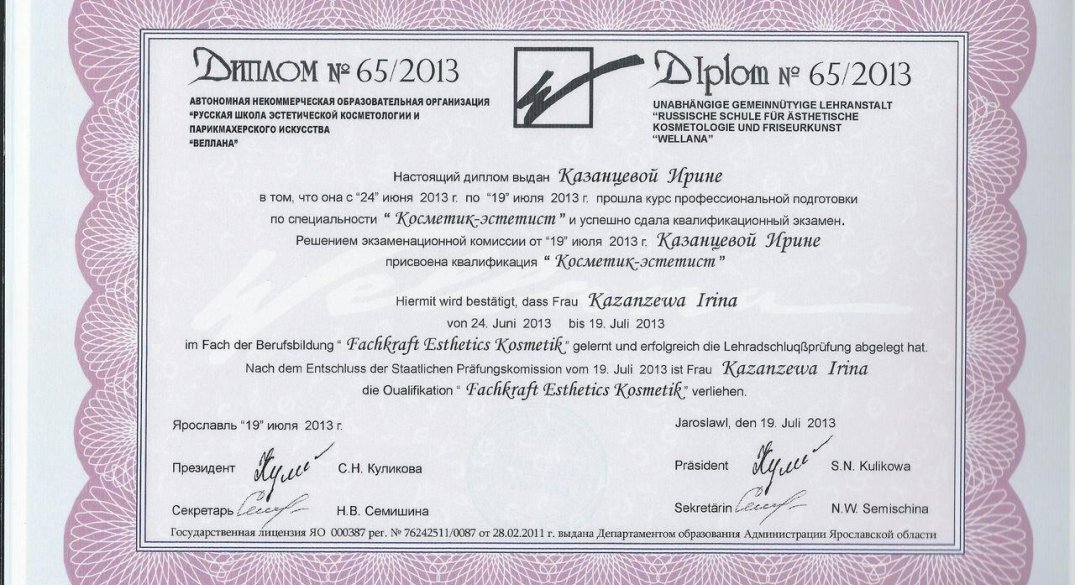 Диплом № 65/2013
АВТОНОМНАЯ НЕКОММЕРЧЕСКАЯ ОБРАЗОВАТЕЛЬНАЯ ОРГАНИЗАЦИЯ
"РУССКАЯ ШКОЛА ЭСТЕТИЧЕСКОЙ КОСМЕТОЛОГИИ И
ПАРИКМАХЕРСКОГО ИСКУССТВА
"ВЕЛЛАНА"
DIplom № 65/2013
UNABHÄNGIGE GEMEINNÜTYIGE LEHRANSTALT
"RUSSISCHE SCHULE FÜR ÄSTHETISCHE
KOSMETOLOGIE UND FRISEURKUNST
"WELLANA"
Настоящий диплом выдан Казанцевой Ирине
в том, что она с "24" июня 2013 г. по "19" июля 2013 г. прошла курс профессиональной подготовки
по специальности " Косметик-эстетист " и успешно сдала квалификационный экзамен.
Решением экзаменационной комиссии от "19" июля 2013 г. Казанцевой Ирине
присвоена квалификация " Косметик-эстетист "
Hiermit wird bestätigt, dass Frau Kazanzewa Irina
von 24. Juni 2013 bis 19. Juli 2013
im Fach der Berufsbildung " Fachkraft Esthetics Kosmetik " gelernt und erfolgreich die Lehradschluqßprüfung abgelegt hat.
Nach dem Entschluss der Staatlichen Präfungskomission vom 19. Juli 2013 ist Frau Kazanzewa Irina
die Oualifikation " Fachkraft Esthetics Kosmetik " verliehen.
Ярославль "19" июля 2013 г.
Президент С.Н. Куликова
Секретарь Н.В. Семишина
Jaroslawl, den 19. Juli 2013
Präsident S.N. Kulikowa
Sekretärin N.W. Semischina
Государственная лицензия ЯО 000387 рег. № 76242511/0087 от 28.02.2011 г. выдана Департаментом образования Администрации Ярославской области